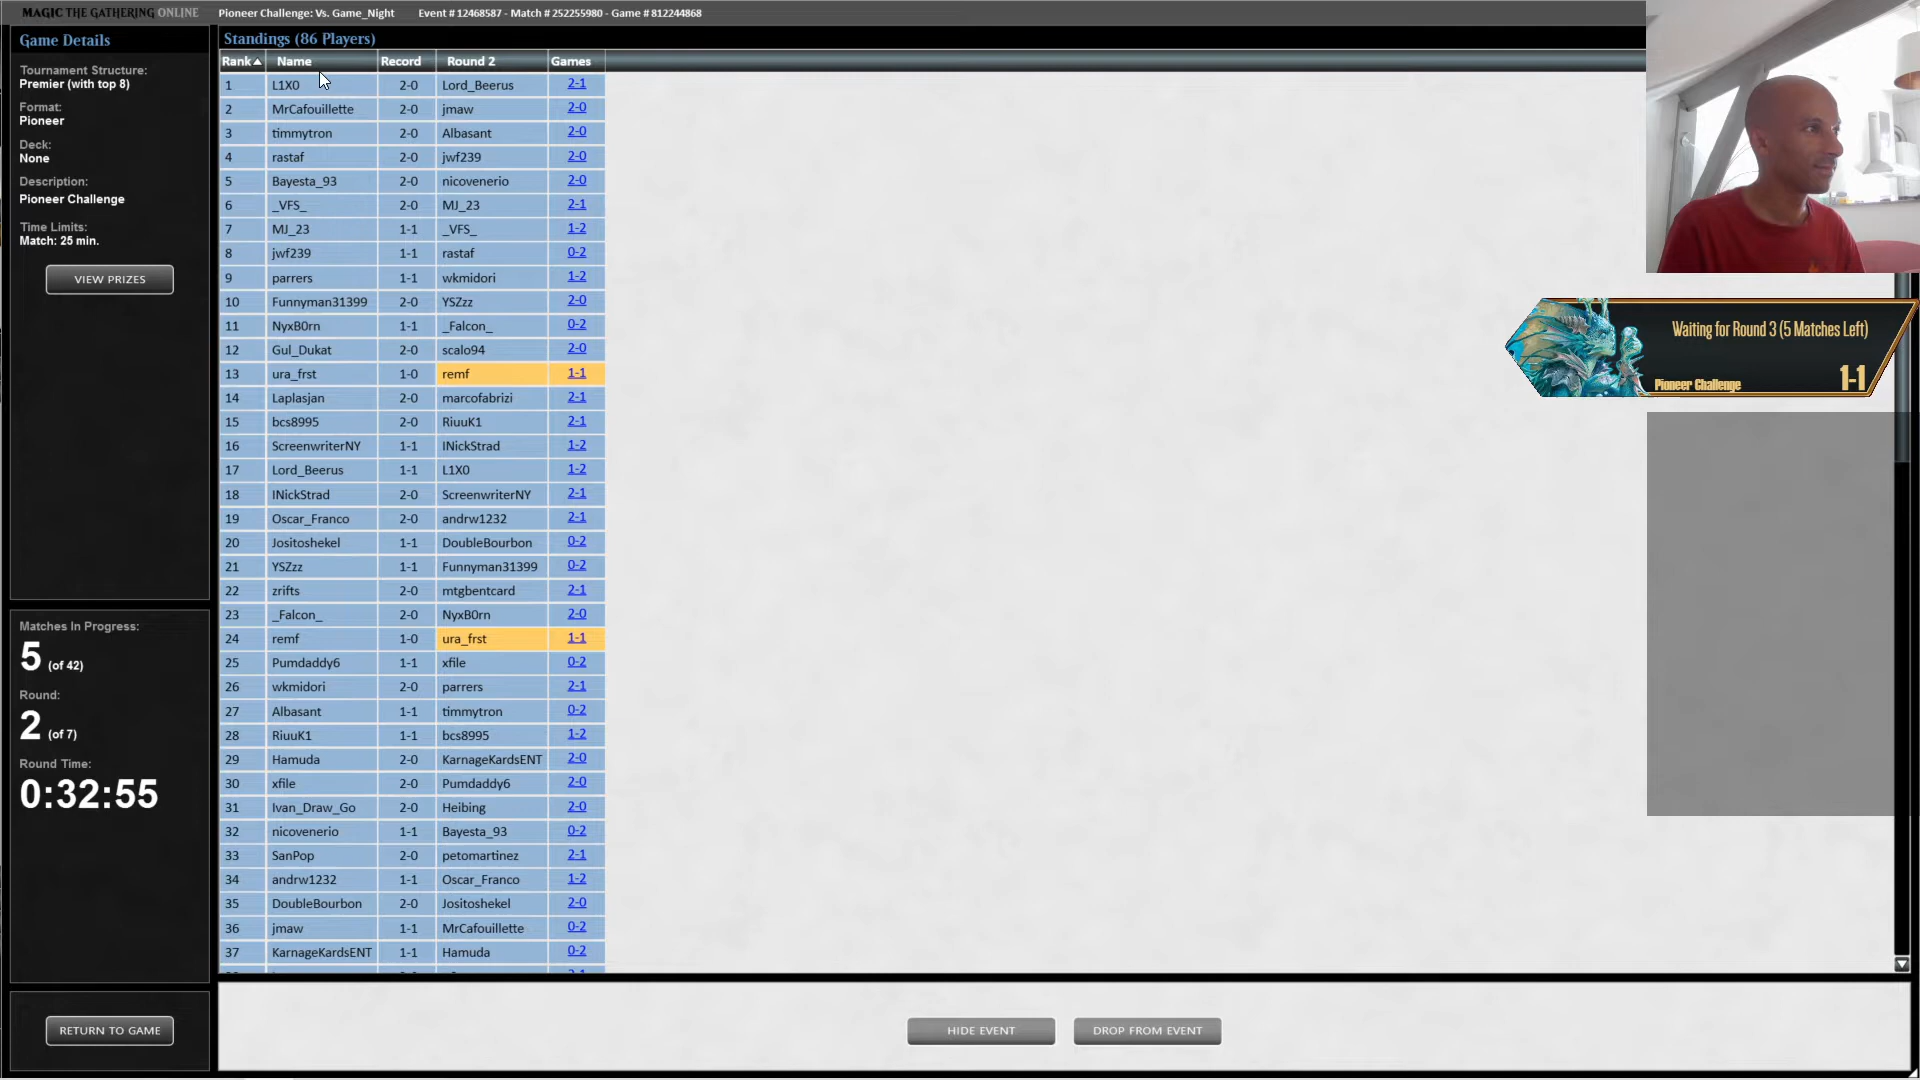 MAGIC THE GATHERING ONLINE Pioneer Challenge: Vs. Game_Night Event # 12468587 - Match # 252255980 - Game # 812244868
Game Details
Tournament Structure:
Premier (with top 8)
Format:
Pioneer
Deck:
None
Description:
Pioneer Challenge
Time Limits:
Match: 25 min.
VIEW PRIZES
Matches In Progress:
5 (of 42)
Round:
2 (of 7)
Round Time:
0:32:55
RETURN TO GAME
Standings (86 Players)
Rank Name Record Round 2 Games
1 L1X0 2-0 Lord_Beerus 2-1
2 MrCafouillette 2-0 jmaw 2-0
3 timmytron 2-0 Albasant 2-0
4 rastaf 2-0 jwf239 2-0
5 Bayesta_93 2-0 nicovenerio 2-0
6 _VFS_ 2-0 MJ_23 2-1
7 MJ_23 1-1 _VFS_ 1-2
8 jwf239 1-1 rastaf 0-2
9 parrers 1-1 wkmidori 1-2
10 Funnyman31399 2-0 YSZzz 2-0
11 NyxB0rn 1-1 _Falcon_ 0-2
12 Gul_Dukat 2-0 scalo94 2-0
13 ura_frst 1-0 remf 1-1
14 Laplasjan 2-0 marcofabrizi 2-1
15 bcs8995 2-0 RiuuK1 2-1
16 ScreenwriterNY 1-1 INickStrad 1-2
17 Lord_Beerus 1-1 L1X0 1-2
18 INickStrad 2-0 ScreenwriterNY 2-1
19 Oscar_Franco 2-0 andrw1232 2-1
20 Jositoshekel 1-1 DoubleBourbon 0-2
21 YSZzz 1-1 Funnyman31399 0-2
22 zrifts 2-0 mtgbentcard 2-1
23 _Falcon_ 2-0 NyxB0rn 2-0
24 remf 1-0 ura_frst 1-1
25 Pumdaddy6 1-1 xfile 0-2
26 wkmidori 2-0 parrers 2-1
27 Albasant 1-1 timmytron 0-2
28 RiuuK1 1-1 bcs8995 1-2
29 Hamuda 2-0 KarnageKardsENT 2-0
30 xfile 2-0 Pumdaddy6 2-0
31 Ivan_Draw_Go 2-0 Heibing 2-0
32 nicovenerio 1-1 Bayesta_93 0-2
33 SanPop 2-0 petomartinez 2-1
34 andrw1232 1-1 Oscar_Franco 1-2
35 DoubleBourbon 2-0 Jositoshekel 2-0
36 jmaw 1-1 MrCafouillette 0-2
37 KarnageKardsENT 1-1 Hamuda 0-2
HIDE EVENT DROP FROM EVENT
Waiting for Round 3 (5 Matches Left)
Pioneer Challenge 1-1